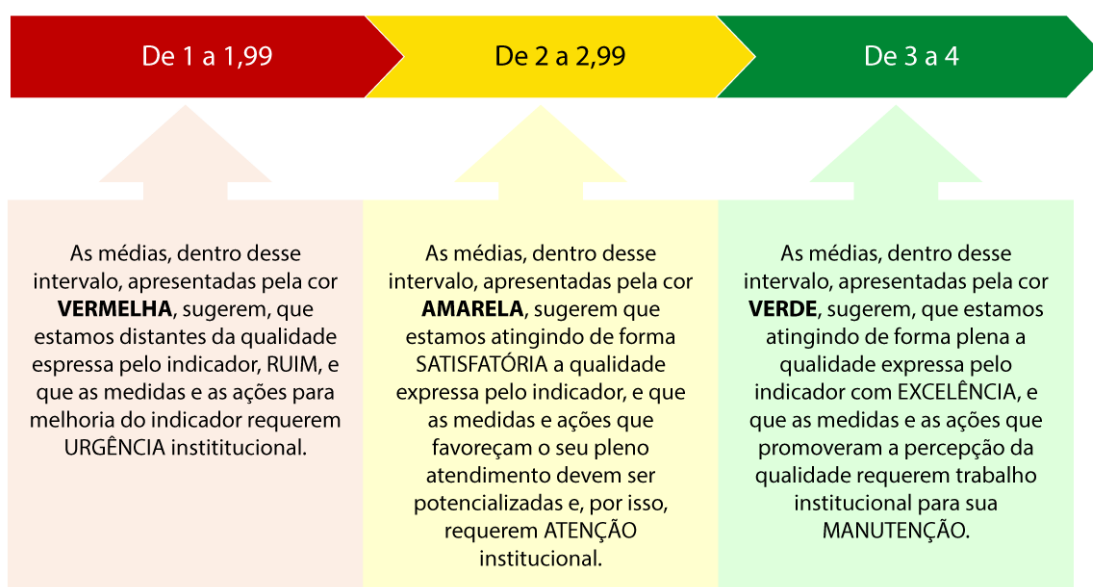 De 1 a 1,99
De 2 a 2,99
De 3 a 4
As médias, dentro desse
intervalo, apresentadas pela cor
VERMELHA, sugerem, que
estamos distantes da qualidade
espressa pelo indicador, RUIM, e
que as medidas e as ações para
melhoria do indicador requerem
URGÊNCIA instititucional.
As médias, dentro desse
intervalo, apresentadas pela cor
AMARELA, sugerem que
estamos atingindo de forma
SATISFATÓRIA a qualidade
expressa pelo indicador, e que
as medidas e ações que
favoreçam o seu pleno
atendimento devem ser
potencializadas e, por isso,
requerem ATENÇÃO
institucional.
As médias, dentro desse
intervalo, apresentadas pela cor
VERDE, sugerem, que estamos
atingindo de forma plena a
qualidade expressa pelo
indicador com EXCELÊNCIA, e
que as medidas e as ações que
promoveram a percepção da
qualidade requerem trabalho
institucional para sua
MANUTENÇÃO.